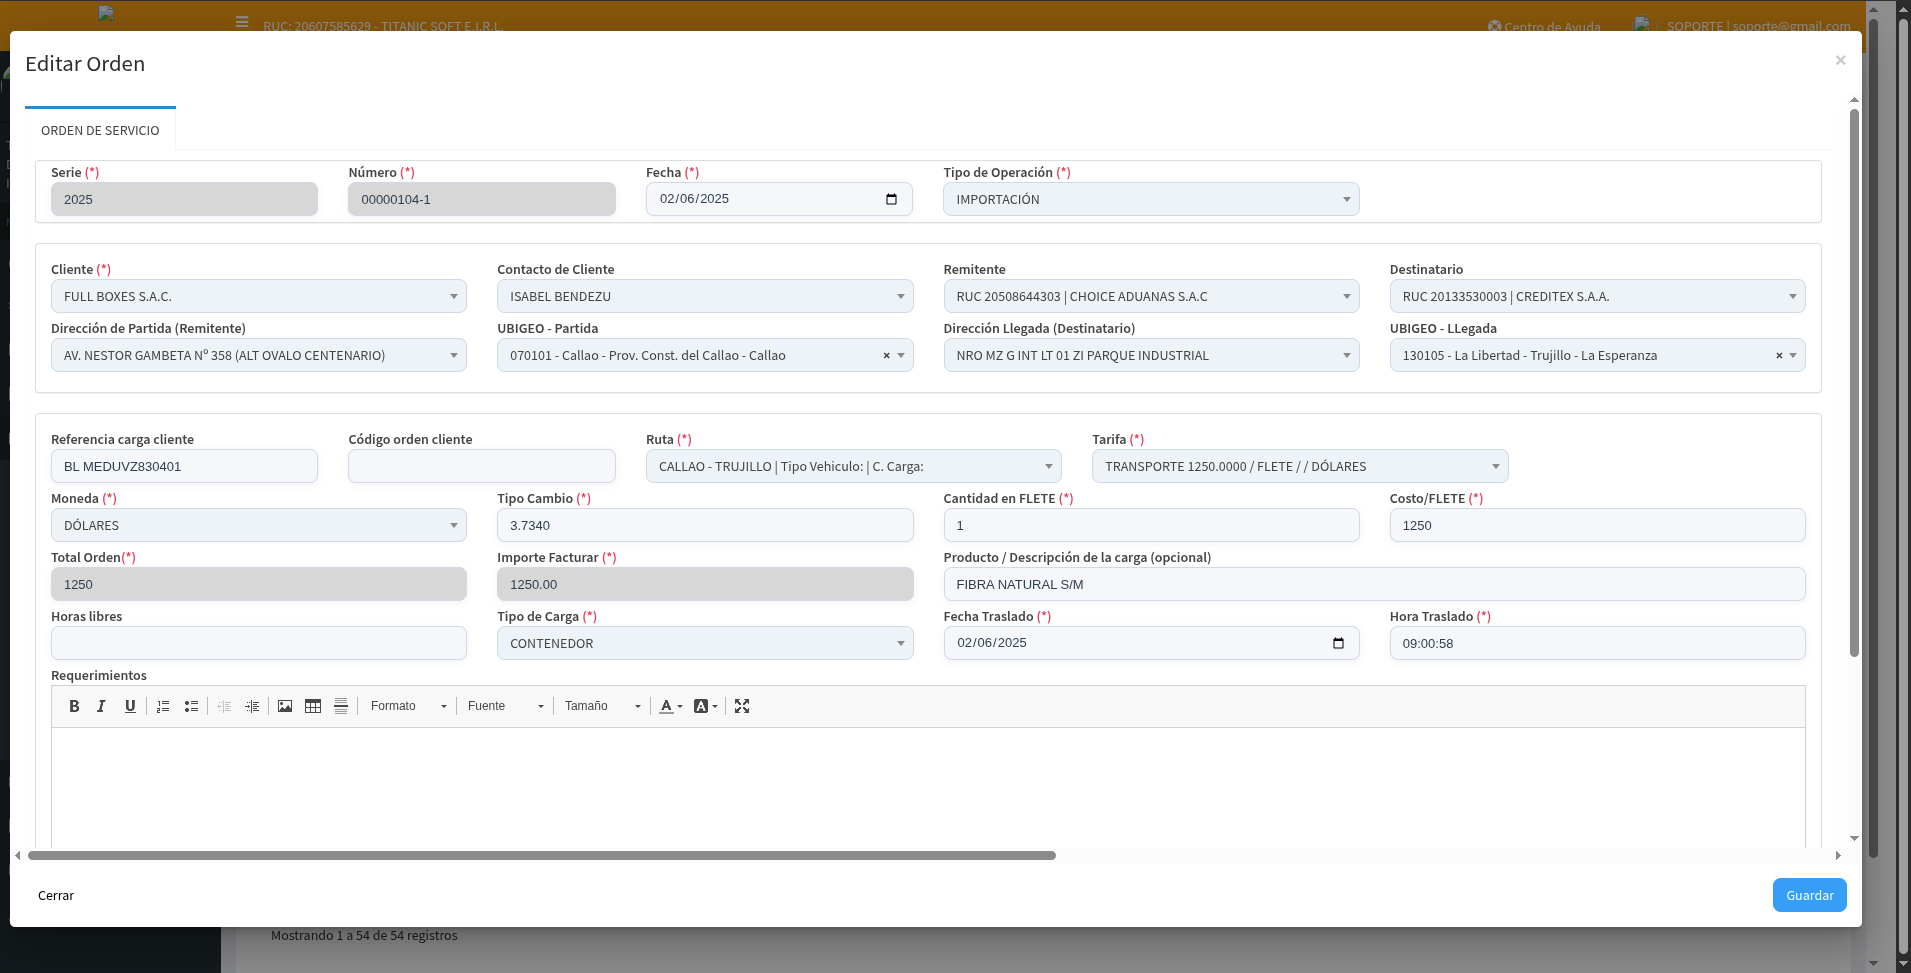 RUC: 20607585629 - TITANIC SOFT E.I.R.L.
Centro de Ayuda
SOPORTE | soporte@gmail.com
Editar Orden
×
ORDEN DE SERVICIO
Serie (*) Número (*) Fecha (*) Tipo de Operación (*)
2025 00000104-1 02/06/2025 IMPORTACIÓN
Cliente (*) Contacto de Cliente Remitente Destinatario
FULL BOXES S.A.C. ISABEL BENDEZU RUC 20508644303 | CHOICE ADUANAS S.A.C RUC 20133530003 | CREDITEX S.A.A.
Dirección de Partida (Remitente) UBIGEO - Partida Dirección Llegada (Destinatario) UBIGEO - LLegada
AV. NESTOR GAMBETA Nº 358 (ALT OVALO CENTENARIO) 070101 - Callao - Prov. Const. del Callao - Callao × NRO MZ G INT LT 01 ZI PARQUE INDUSTRIAL 130105 - La Libertad - Trujillo - La Esperanza ×
Referencia carga cliente Código orden cliente Ruta (*) Tarifa (*)
BL MEDUVZ830401 CALLAO - TRUJILLO | Tipo Vehiculo: | C. Carga: TRANSPORTE 1250.0000 / FLETE / / DÓLARES
Moneda (*) Tipo Cambio (*) Cantidad en FLETE (*) Costo/FLETE (*)
DÓLARES 3.7340 1 1250
Total Orden(*) Importe Facturar (*) Producto / Descripción de la carga (opcional)
1250 1250.00 FIBRA NATURAL S/M
Horas libres Tipo de Carga (*) Fecha Traslado (*) Hora Traslado (*)
CONTENEDOR 02/06/2025 09:00:58
Requerimientos
B I U Formato Fuente Tamaño A A
Cerrar Guardar
Mostrando 1 a 54 de 54 registros